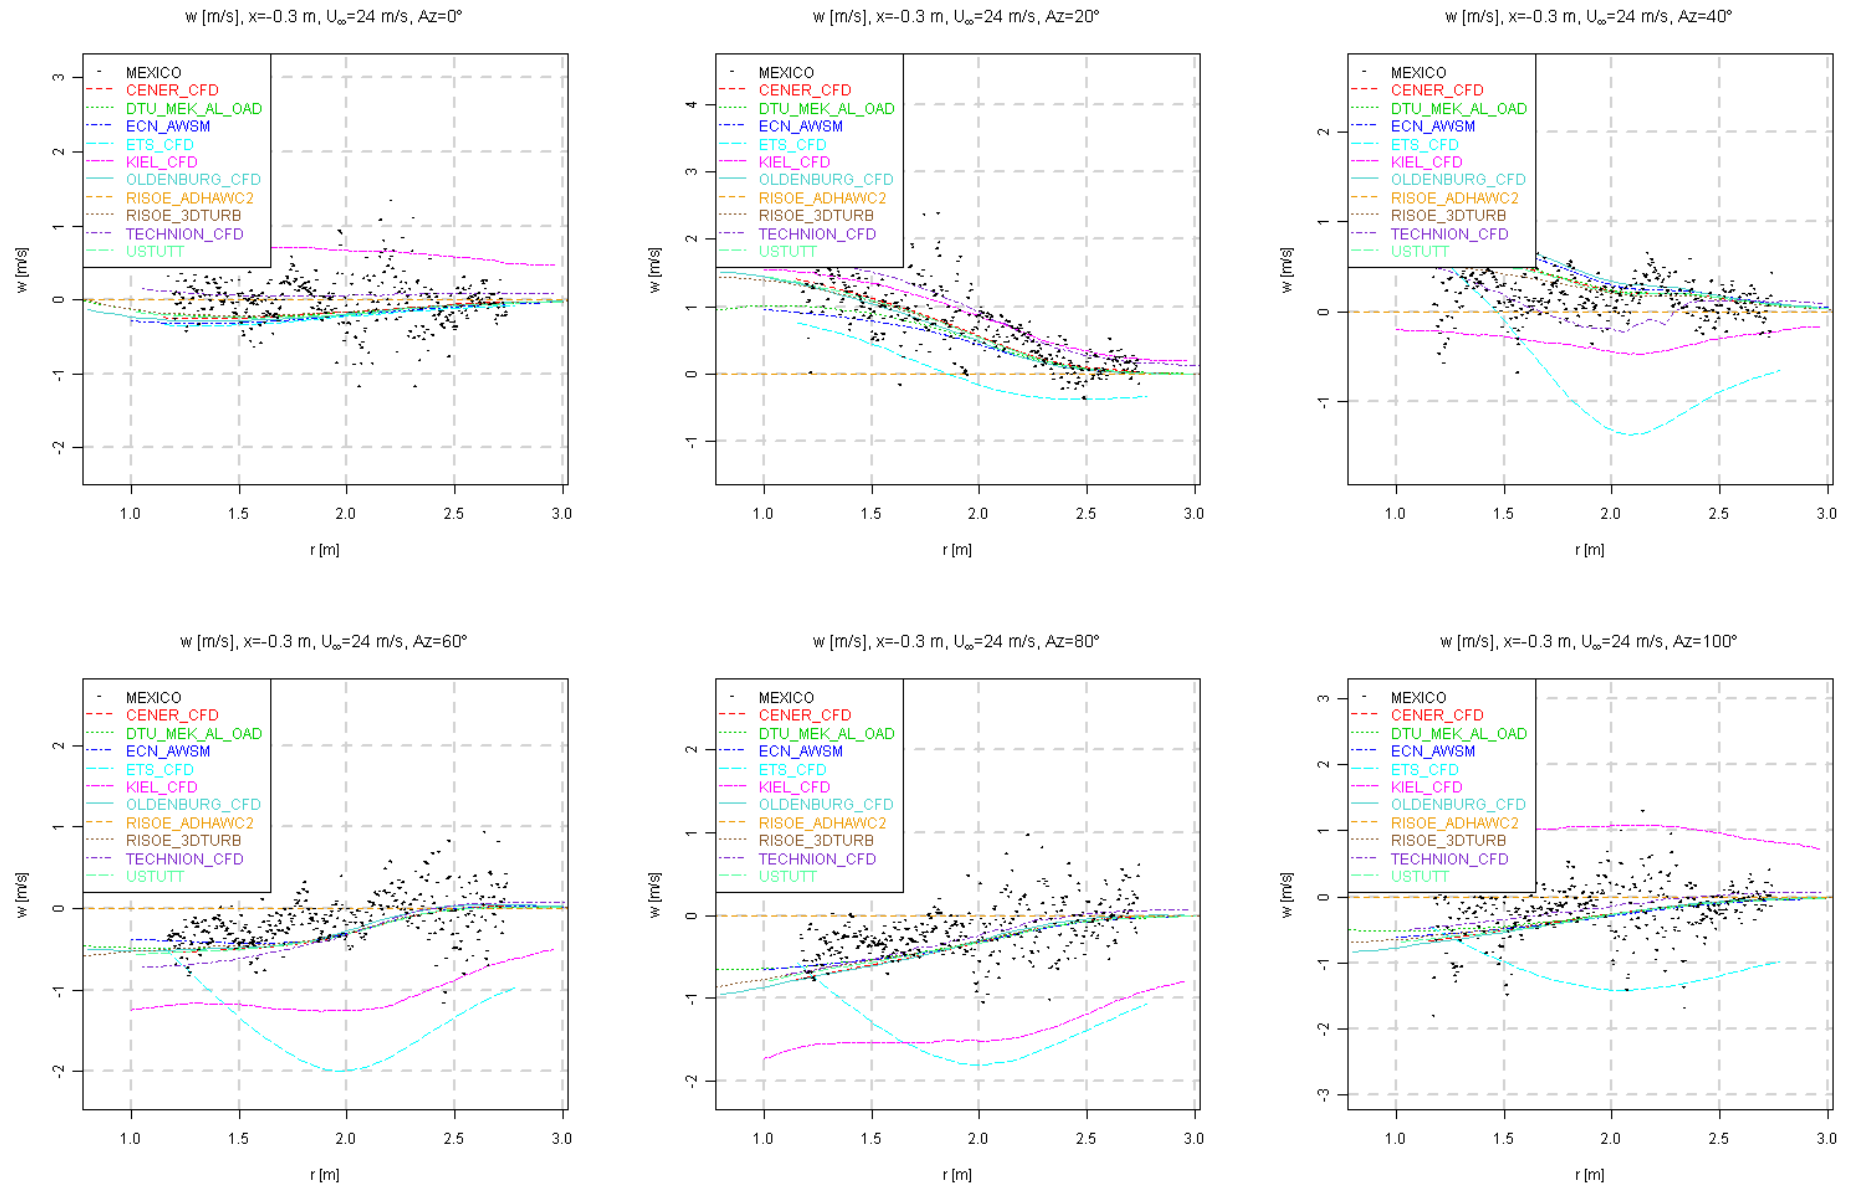 w [m/s], x=-0.3 m, U∞=24 m/s, Az=0°
w [m/s]
3
2
1
0
-1
-2
MEXICO
CENER_CFD
DTU_MEK_AL_OAD
ECN_AWSM
ETS_CFD
KIEL_CFD
OLDENBURG_CFD
RISOE_ADHAWC2
RISOE_3DTURB
TECHNION_CFD
USTUTT
1.0 1.5 2.0 2.5 3.0
r [m]
w [m/s], x=-0.3 m, U∞=24 m/s, Az=20°
w [m/s]
4
3
2
1
0
-1
MEXICO
CENER_CFD
DTU_MEK_AL_OAD
ECN_AWSM
ETS_CFD
KIEL_CFD
OLDENBURG_CFD
RISOE_ADHAWC2
RISOE_3DTURB
TECHNION_CFD
USTUTT
1.0 1.5 2.0 2.5 3.0
r [m]
w [m/s], x=-0.3 m, U∞=24 m/s, Az=40°
w [m/s]
2
1
0
-1
MEXICO
CENER_CFD
DTU_MEK_AL_OAD
ECN_AWSM
ETS_CFD
KIEL_CFD
OLDENBURG_CFD
RISOE_ADHAWC2
RISOE_3DTURB
TECHNION_CFD
USTUTT
1.0 1.5 2.0 2.5 3.0
r [m]
w [m/s], x=-0.3 m, U∞=24 m/s, Az=60°
w [m/s]
2
1
0
-1
-2
MEXICO
CENER_CFD
DTU_MEK_AL_OAD
ECN_AWSM
ETS_CFD
KIEL_CFD
OLDENBURG_CFD
RISOE_ADHAWC2
RISOE_3DTURB
TECHNION_CFD
USTUTT
1.0 1.5 2.0 2.5 3.0
r [m]
w [m/s], x=-0.3 m, U∞=24 m/s, Az=80°
w [m/s]
2
1
0
-1
-2
MEXICO
CENER_CFD
DTU_MEK_AL_OAD
ECN_AWSM
ETS_CFD
KIEL_CFD
OLDENBURG_CFD
RISOE_ADHAWC2
RISOE_3DTURB
TECHNION_CFD
USTUTT
1.0 1.5 2.0 2.5 3.0
r [m]
w [m/s], x=-0.3 m, U∞=24 m/s, Az=100°
w [m/s]
3
2
1
0
-1
-2
-3
MEXICO
CENER_CFD
DTU_MEK_AL_OAD
ECN_AWSM
ETS_CFD
KIEL_CFD
OLDENBURG_CFD
RISOE_ADHAWC2
RISOE_3DTURB
TECHNION_CFD
USTUTT
1.0 1.5 2.0 2.5 3.0
r [m]